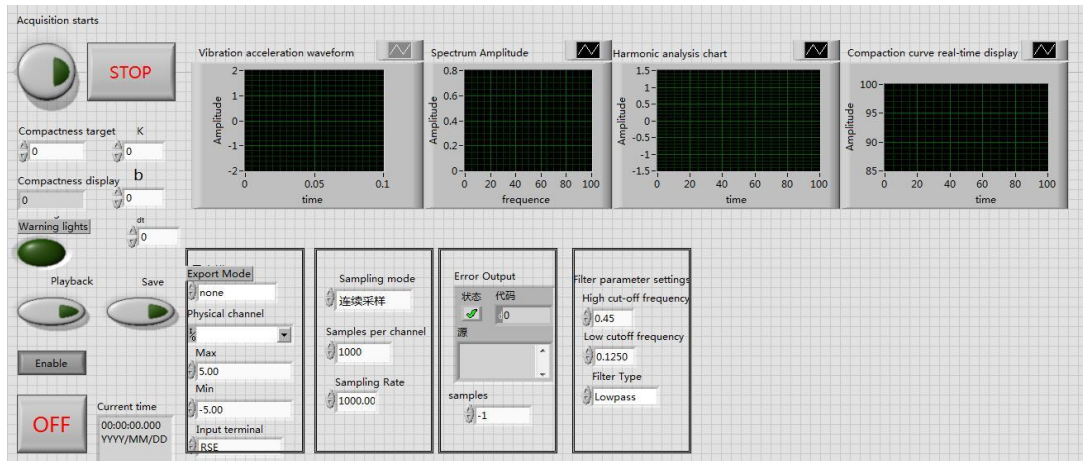 Acquisition starts
STOP
Compactness target
K
0
0
Compactness display
b
0
0
Warning lights
dt
0
Playback
Save
Enable
OFF
Current time
00:00:00.000
YYYY/MM/DD
Vibration acceleration waveform
Amplitude
2
1
0
-1
-2
0
0.05
0.1
time
Spectrum Amplitude
Amplitude
0.8
0.6
0.4
0.2
0
0
20
40
60
80
100
frequence
Harmonic analysis chart
Amplitude
1.5
1
0.5
0
-0.5
-1
-1.5
0
20
40
60
80
100
time
Compaction curve real-time display
Amplitude
100
95
90
85
0
20
40
60
80
100
time
Export Mode
none
Physical channel
Max
5.00
Min
-5.00
Input terminal
RSE
Sampling mode
连续采样
Samples per channel
1000
Sampling Rate
1000.00
Error Output
状态
代码
0
源
samples
-1
Filter parameter settings
High cut-off frequency
0.45
Low cutoff frequency
0.1250
Filter Type
Lowpass